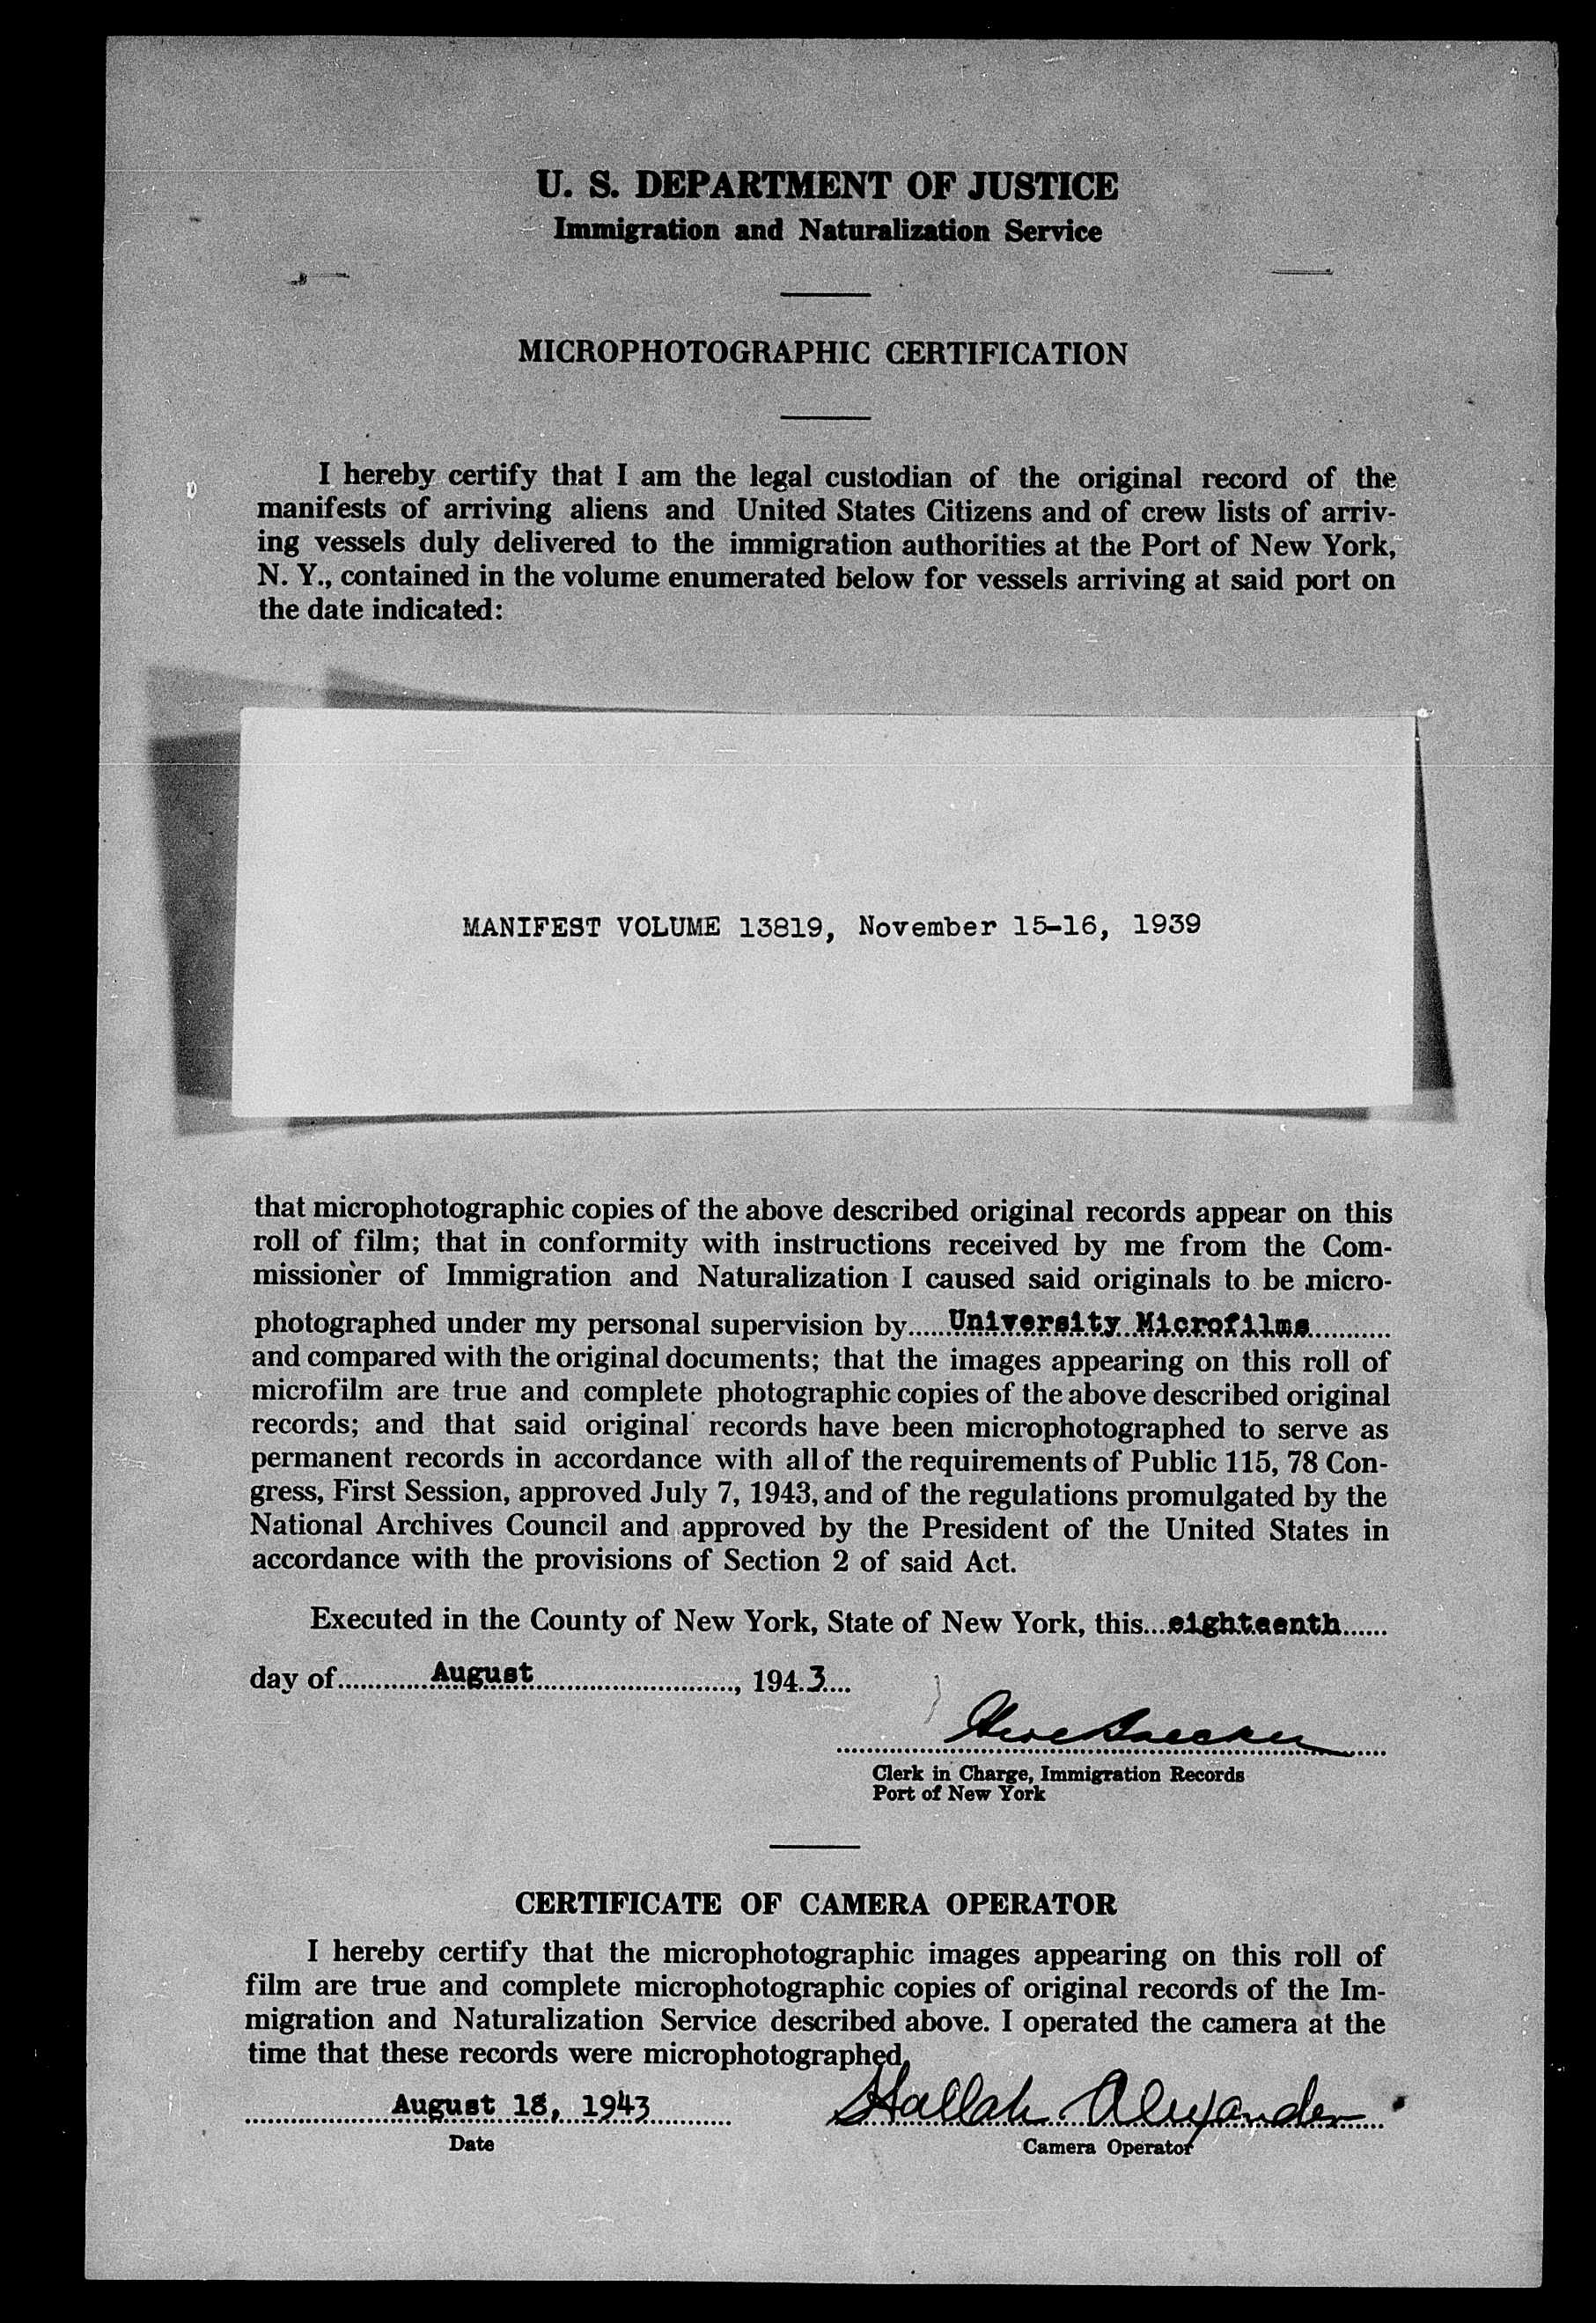 U. S. DEPARTMENT OF JUSTICE
Immigration and Naturalization Service
MICROPHOTOGRAPHIC CERTIFICATION
I hereby certify that I am the legal custodian of the original record of the
manifests of arriving aliens and United States Citizens and of crew lists of arriv-
ing vessels duly delivered to the immigration authorities at the Port of New York,
N. Y., contained in the volume enumerated below for vessels arriving at said port on
the date indicated:
MANIFEST VOLUME 13819, November 15-16, 1939
that microphotographic copies of the above described original records appear on this
roll of film; that in conformity with instructions received by me from the Com-
missioner of Immigration and Naturalization I caused said originals to be micro-
photographed under my personal supervision by University Microfilms
and compared with the original documents; that the images appearing on this roll of
microfilm are true and complete photographic copies of the above described original
records; and that said original records have been microphotographed to serve as
permanent records in accordance with all of the requirements of Public 115, 78 Con-
gress, First Session, approved July 7, 1943, and of the regulations promulgated by the
National Archives Council and approved by the President of the United States in
accordance with the provisions of Section 2 of said Act.
Executed in the County of New York, State of New York, this eighteenth
day of August, 1943
Clerk in Charge, Immigration Records
Port of New York
CERTIFICATE OF CAMERA OPERATOR
I hereby certify that the microphotographic images appearing on this roll of
film are true and complete microphotographic copies of original records of the Im-
migration and Naturalization Service described above. I operated the camera at the
time that these records were microphotographed.
August 18, 1943 Alexander
Date
Camera Operator